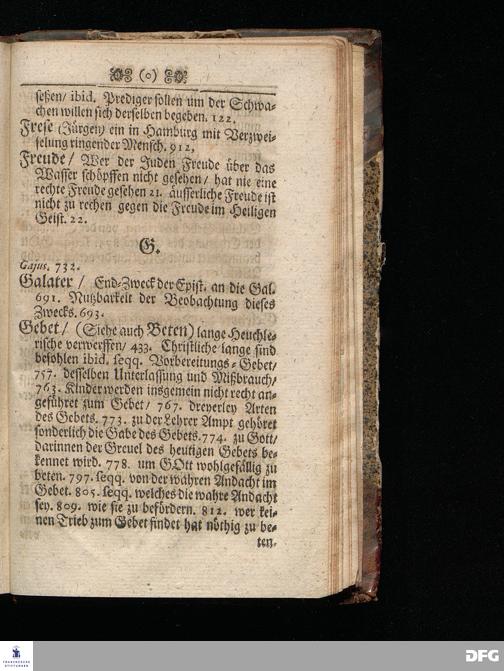 (o)
seßen/ ibid. Prediger sollen um der Schwa-
chen willen sich derselben begeben. 122.
Frese (Jürgen) ein in Hamburg mit Verzwei-
felung ringender Mensch. 912.
Freude/ Wer der Juden Freude über das
Wasser schöpffen nicht gesehen/ hat nie eine
rechte Freude gesehen 21. äusserliche Freude ist
nicht zu rechen gegen die Freude im Heiligen
Geist. 22.
G.
Gajus. 732.
Galater/ End-Zweck der Epist. an die Gal.
691. Nutzbarkeit der Beobachtung dieses
Zwecks. 693.
Gebet/ (Siehe auch Beten) lange Heuchle-
rische verwerffen/ 433. Christliche lange sind
befohlen ibid. seqq. Vorbereitungs-Gebet/
757. desselben Unterlassung und Mißbrauch/
763. Kinder werden insgemein nicht recht an-
geführet zum Gebet/ 767. dreyerley Arten
des Gebets. 773. zu der Lehrer Ampt gehöret
sonderlich die Gabe des Gebets. 774. zu Gott/
darinnen der Greuel des heutigen Gebets be-
kennet wird. 778. um GOtt wohlgefällig zu
beten. 797. seqq. von der wahren Andacht im
Gebet. 805. seqq. welches die wahre Andacht
sey. 809. wie sie zu befördern. 812. wer kei-
nen Trieb zum Gebet findet hat nöthig zu be-
ten-
FRANCKESCHE
STIFTUNGEN
DFG